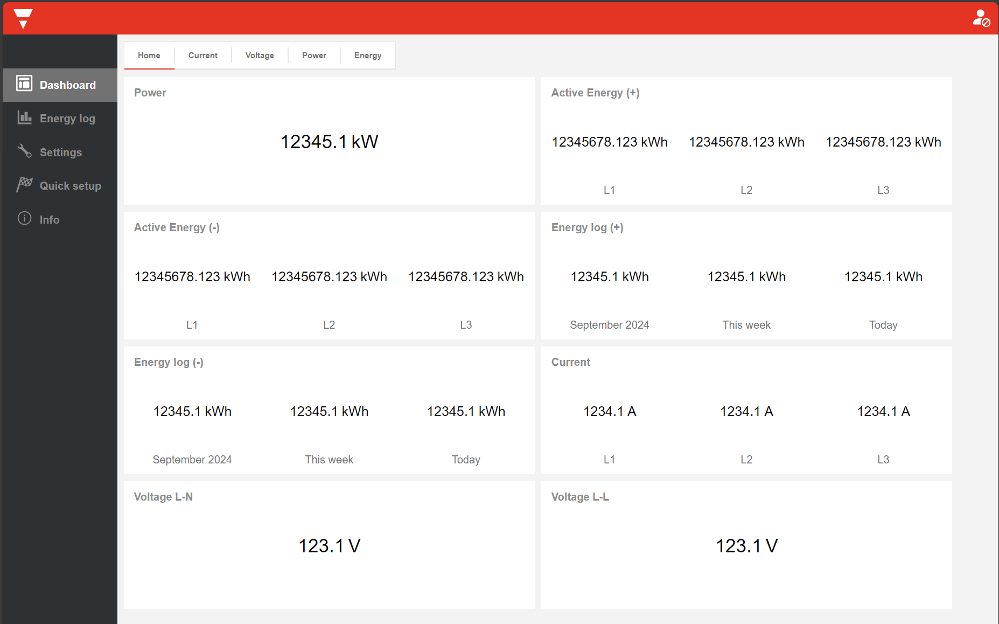 Home
Current
Voltage
Power
Energy
Dashboard
Energy log
Settings
Quick setup
Info
Power
12345.1 kW
Active Energy (+)
12345678.123 kWh 12345678.123 kWh 12345678.123 kWh
L1 L2 L3
Active Energy (-)
12345678.123 kWh 12345678.123 kWh 12345678.123 kWh
L1 L2 L3
Energy log (+)
12345.1 kWh 12345.1 kWh 12345.1 kWh
September 2024 This week Today
Energy log (-)
12345.1 kWh 12345.1 kWh 12345.1 kWh
September 2024 This week Today
Current
1234.1 A 1234.1 A 1234.1 A
L1 L2 L3
Voltage L-N
123.1 V
Voltage L-L
123.1 V